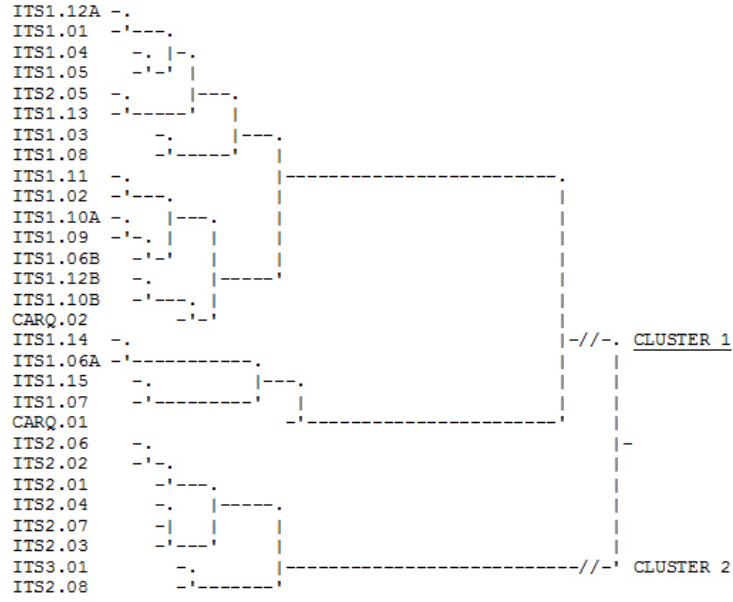 ITS1.12A
ITS1.01
ITS1.04
ITS1.05
ITS2.05
ITS1.13
ITS1.03
ITS1.08
ITS1.11
ITS1.02
ITS1.10A
ITS1.09
ITS1.06B
ITS1.12B
ITS1.10B
CARQ.02
ITS1.14 CLUSTER 1
ITS1.06A
ITS1.15
ITS1.07
CARQ.01
ITS2.06
ITS2.02
ITS2.01
ITS2.04
ITS2.07
ITS2.03
ITS3.01 CLUSTER 2
ITS2.08